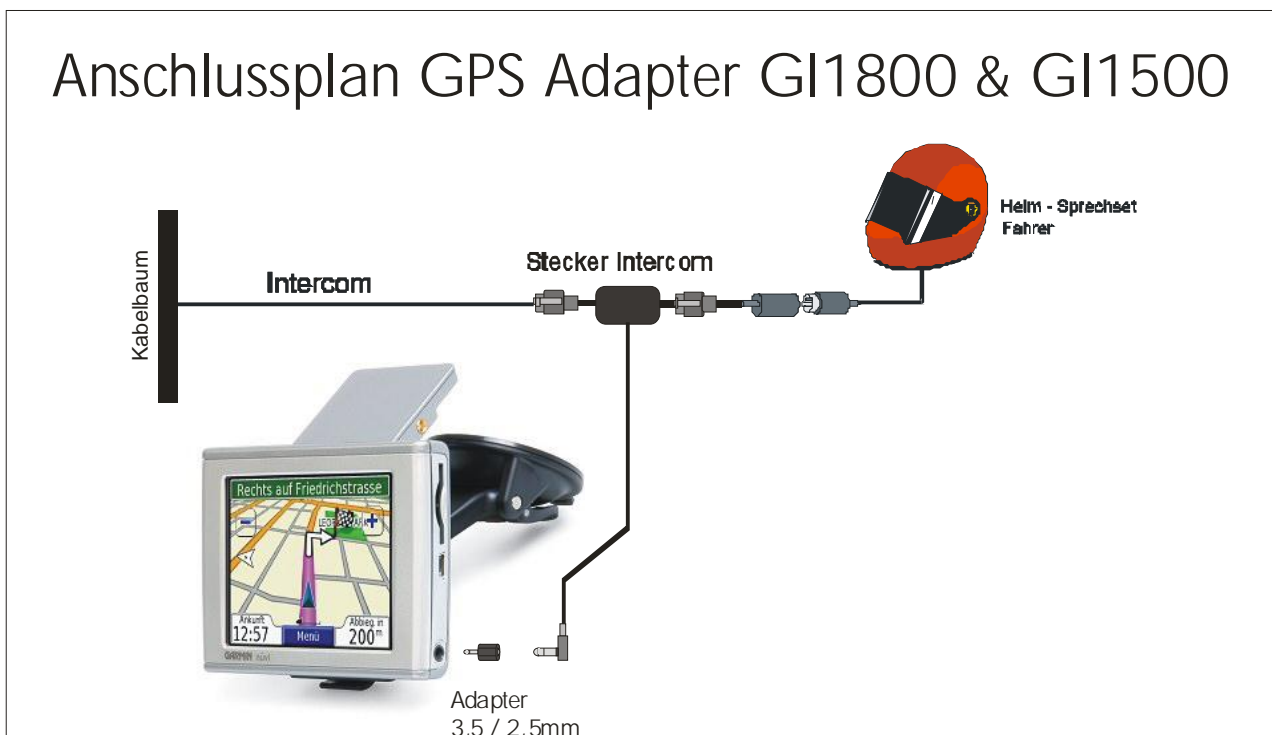 Anschlussplan GPS Adapter GI1800 & GI1500
Helm - Sprechset
Fahrer
Stecker Intercom
Intercom
Kabelbaum
Rechts auf Friedrichstrasse
Ankunft
12:57
Menü
Abbieg. in
200m
GARMIN nüvi
Adapter
3.5 / 2.5mm